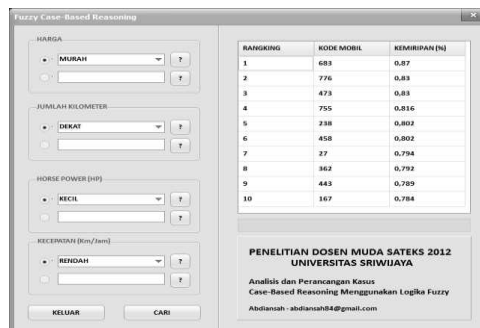 Fuzzy Case-Based Reasoning
HARGA
MURAH
?
?
JUMLAH KILOMETER
DEKAT
?
?
HORSE POWER (HP)
KECIL
?
?
KECEPATAN (Km/Jam)
RENDAH
?
?
KELUAR CARI
RANGKING KODE MOBIL KEMIRIPAN (%)
1 683 0,87
2 776 0,83
3 473 0,83
4 755 0,816
5 238 0,802
6 458 0,802
7 27 0,794
8 362 0,792
9 443 0,789
10 167 0,784
PENELITIAN DOSEN MUDA SATEKS 2012
UNIVERSITAS SRIWIJAYA
Analisis dan Perancangan Kasus
Case-Based Reasoning Menggunakan Logika Fuzzy
Abdiansah - abdiansah84@gmail.com